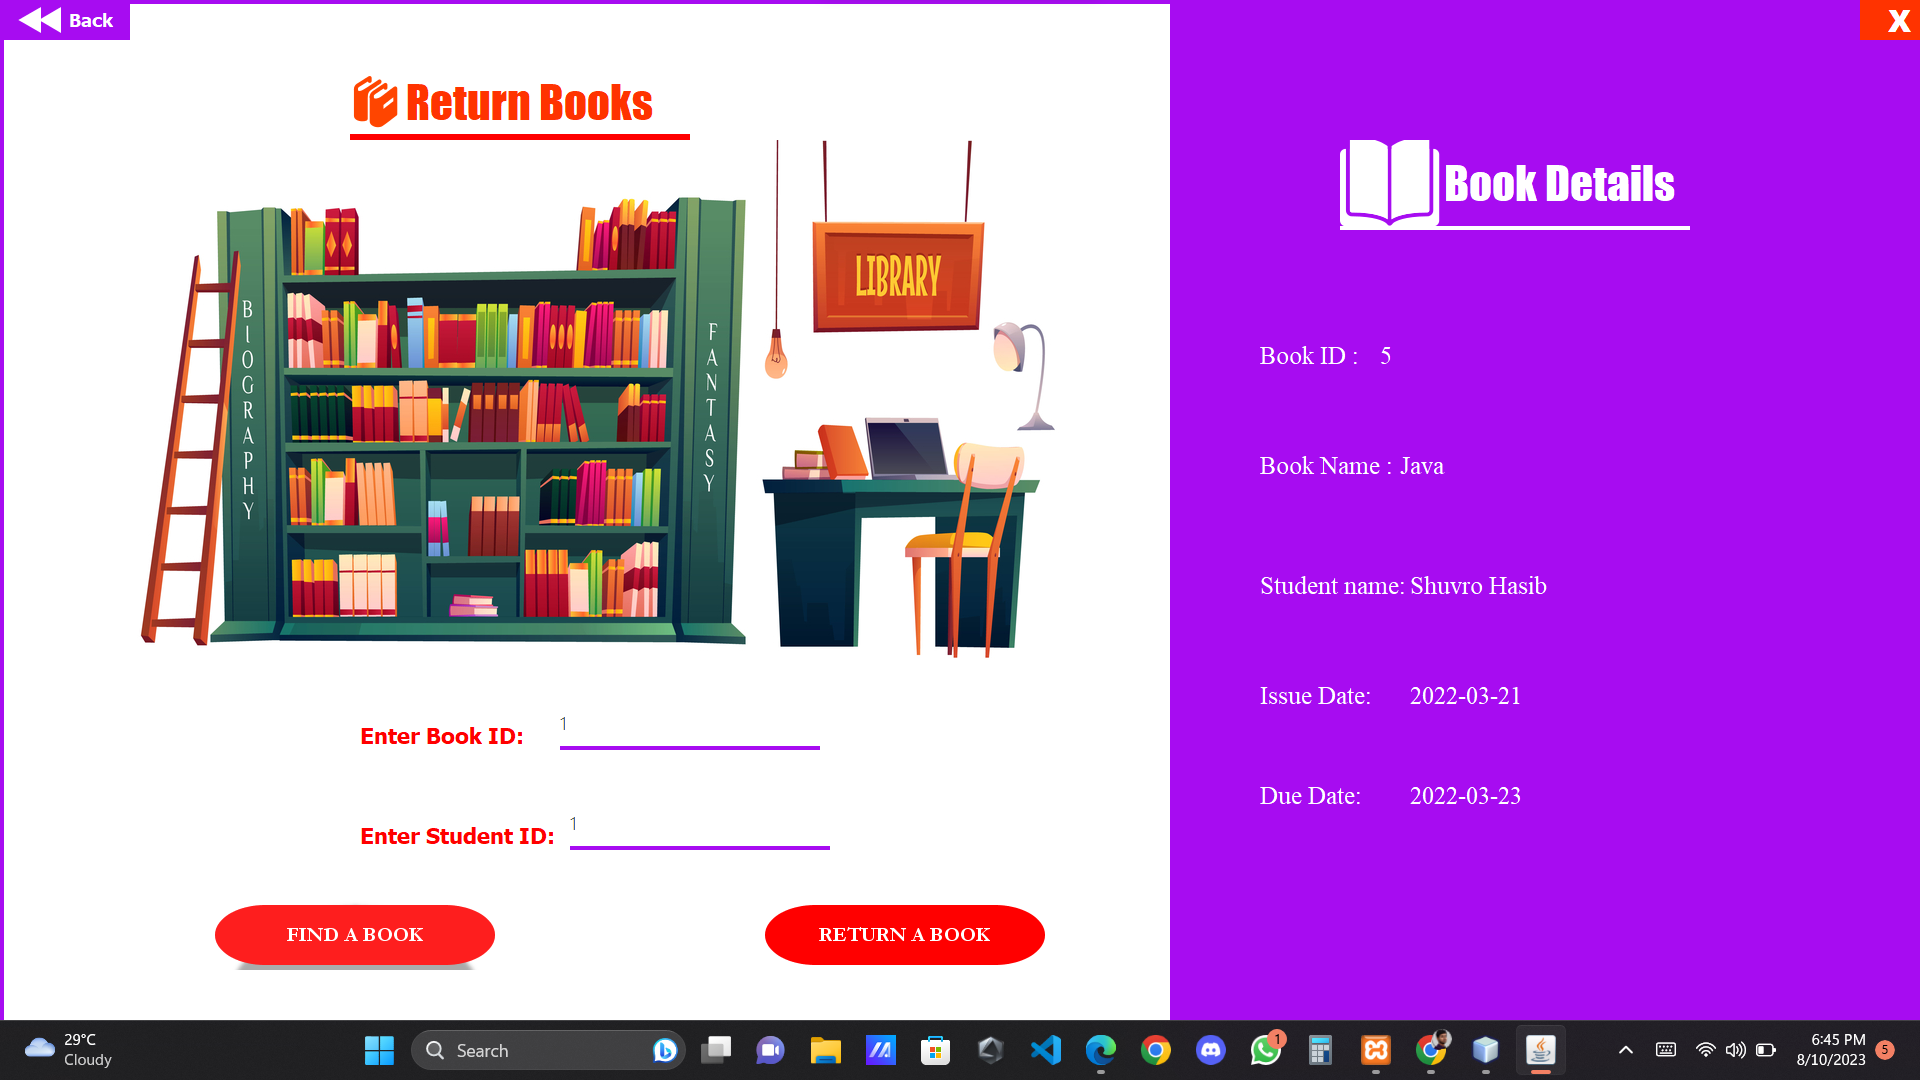 Back
X
Return Books
BIOGRAPHY
FANTASY
LIBRARY
Enter Book ID: 1
Enter Student ID: 1
FIND A BOOK
RETURN A BOOK
Book Details
Book ID : 5
Book Name : Java
Student name: Shuvro Hasib
Issue Date: 2022-03-21
Due Date: 2022-03-23
29°C
Cloudy
Search
1
6:45 PM
8/10/2023
5